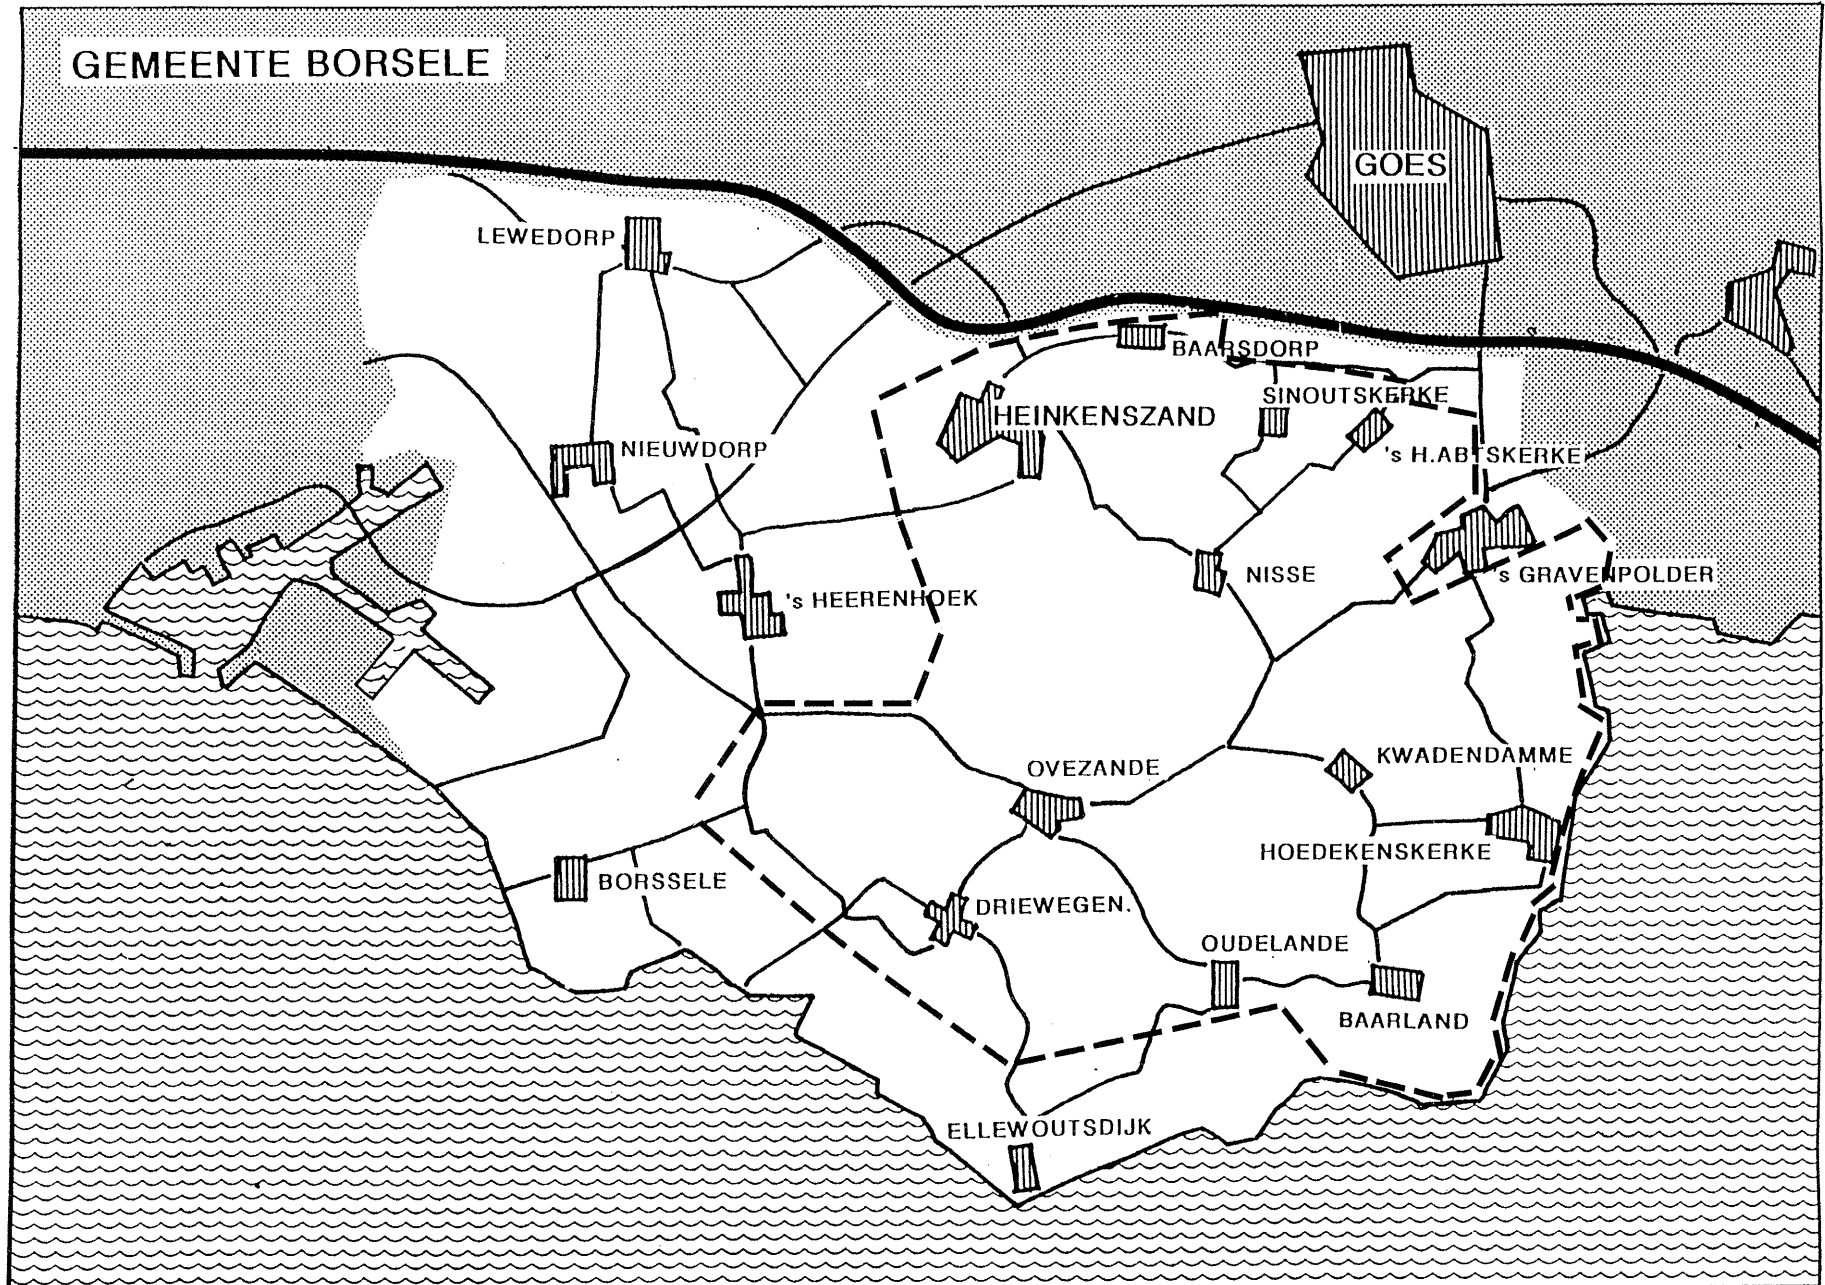 GEMEENTE BORSELE
GOES
LEWEDORP
BAARSDORP
SINOUTSKERKE
HEINKENSZAND
NIEUWDORP
's H.ABTSKERKE
NISSE
's GRAVENPOLDER
's HEERENHOEK
KWADENDAMME
OVEZANDE
HOEDEKENSKERKE
BORSSELE
DRIEWEGEN.
OUDELANDE
BAARLAND
ELLEWOUTSDIJK